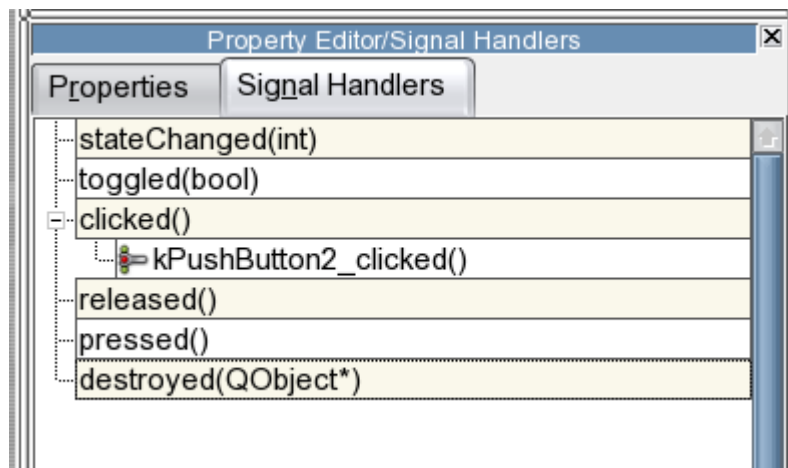 Property Editor/Signal Handlers
Properties Signal Handlers
stateChanged(int)
toggled(bool)
clicked()
kPushButton2_clicked()
released()
pressed()
destroyed(QObject*)